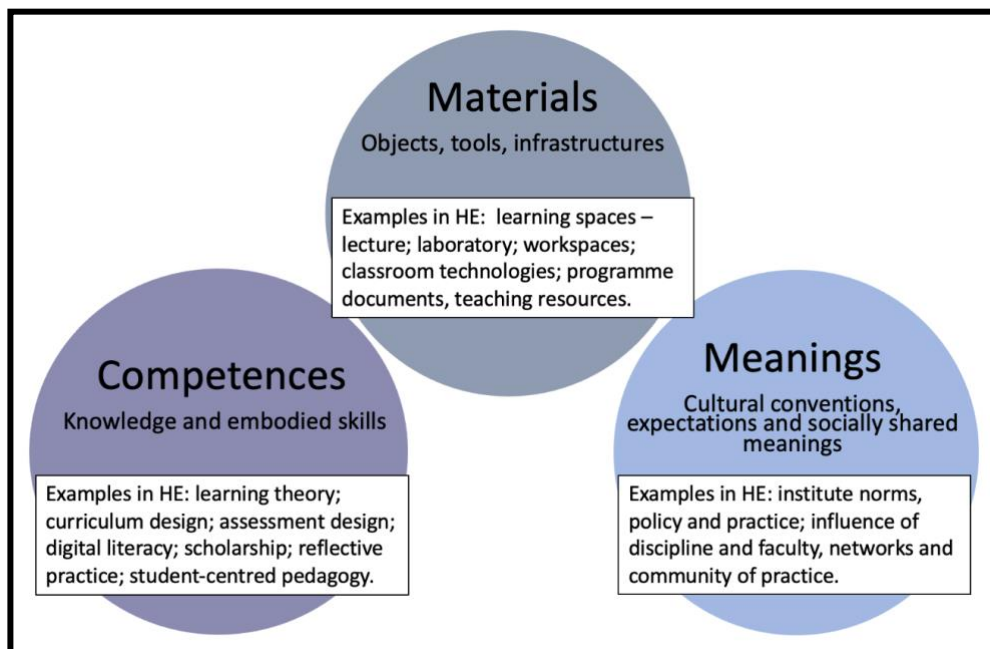 Materials
Objects, tools, infrastructures
Examples in HE: learning spaces –
lecture; laboratory; workspaces;
classroom technologies; programme
documents, teaching resources.
Competences
Knowledge and embodied skills
Examples in HE: learning theory;
curriculum design; assessment design;
digital literacy; scholarship; reflective
practice; student-centred pedagogy.
Meanings
Cultural conventions,
expectations and socially shared
meanings
Examples in HE: institute norms,
policy and practice; influence of
discipline and faculty, networks and
community of practice.